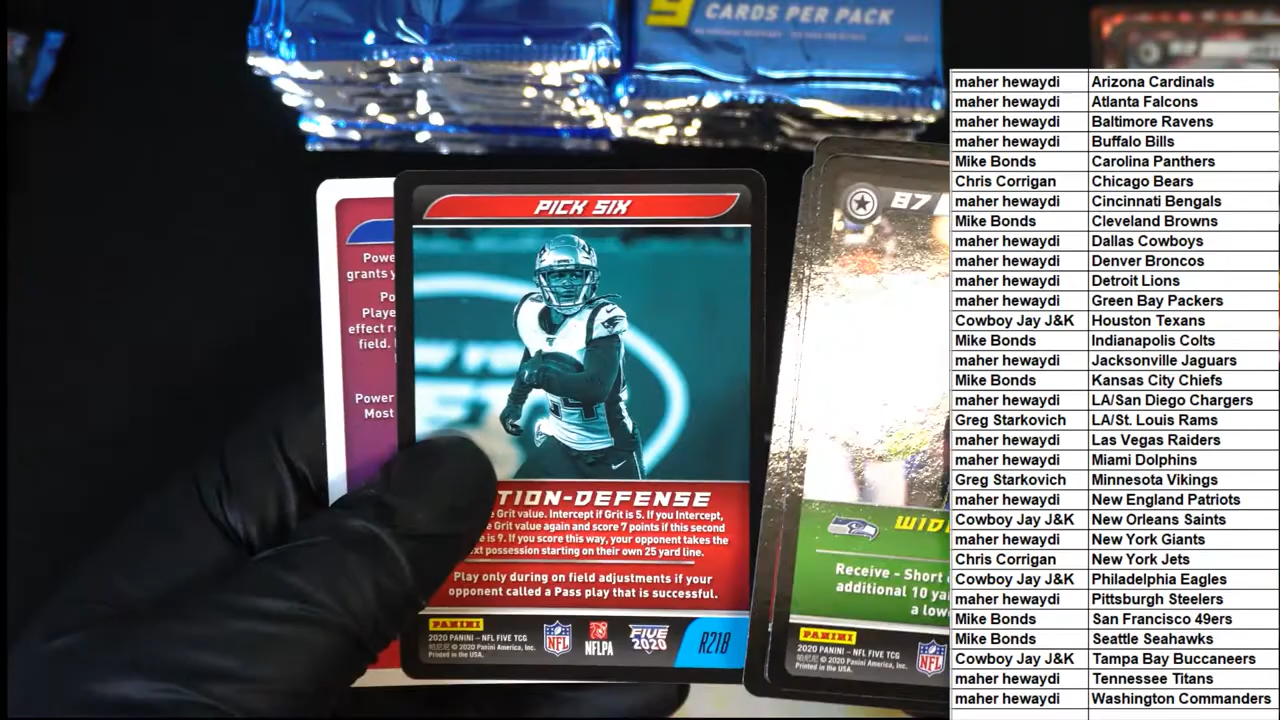 9 CARDS PER PACK
PICK SIX
Powe
grants y
Po
Playe
effect r
field.
Power
Most
TION-DEFENSE
Grit value. Intercept if Grit is 5. If you Intercept,
Grit value again and score 7 points if this second
is 9. If you score this way, your opponent takes the
xt possession starting on their own 25 yard line.
Play only during on field adjustments if your
opponent called a Pass play that is successful.
PANINI
2020 PANINI - NFL FIVE TCG
© 2020 Panini America, Inc.
Printed in the USA.
NFL
NFLPA
FIVE
2020
R218
87
WID
Receive - Short
additional 10 ya
a low
PANINI
2020 PANINI - NFL FIVE TCG
© 2020 Panini America, Inc.
Printed in the USA.
NFL
maher hewaydi Arizona Cardinals
maher hewaydi Atlanta Falcons
maher hewaydi Baltimore Ravens
maher hewaydi Buffalo Bills
Mike Bonds Carolina Panthers
Chris Corrigan Chicago Bears
maher hewaydi Cincinnati Bengals
Mike Bonds Cleveland Browns
maher hewaydi Dallas Cowboys
maher hewaydi Denver Broncos
maher hewaydi Detroit Lions
maher hewaydi Green Bay Packers
Cowboy Jay J&K Houston Texans
Mike Bonds Indianapolis Colts
maher hewaydi Jacksonville Jaguars
Mike Bonds Kansas City Chiefs
maher hewaydi LA/San Diego Chargers
Greg Starkovich LA/St. Louis Rams
maher hewaydi Las Vegas Raiders
maher hewaydi Miami Dolphins
Greg Starkovich Minnesota Vikings
maher hewaydi New England Patriots
Cowboy Jay J&K New Orleans Saints
maher hewaydi New York Giants
Chris Corrigan New York Jets
Cowboy Jay J&K Philadelphia Eagles
maher hewaydi Pittsburgh Steelers
Mike Bonds San Francisco 49ers
Mike Bonds Seattle Seahawks
Cowboy Jay J&K Tampa Bay Buccaneers
maher hewaydi Tennessee Titans
maher hewaydi Washington Commanders